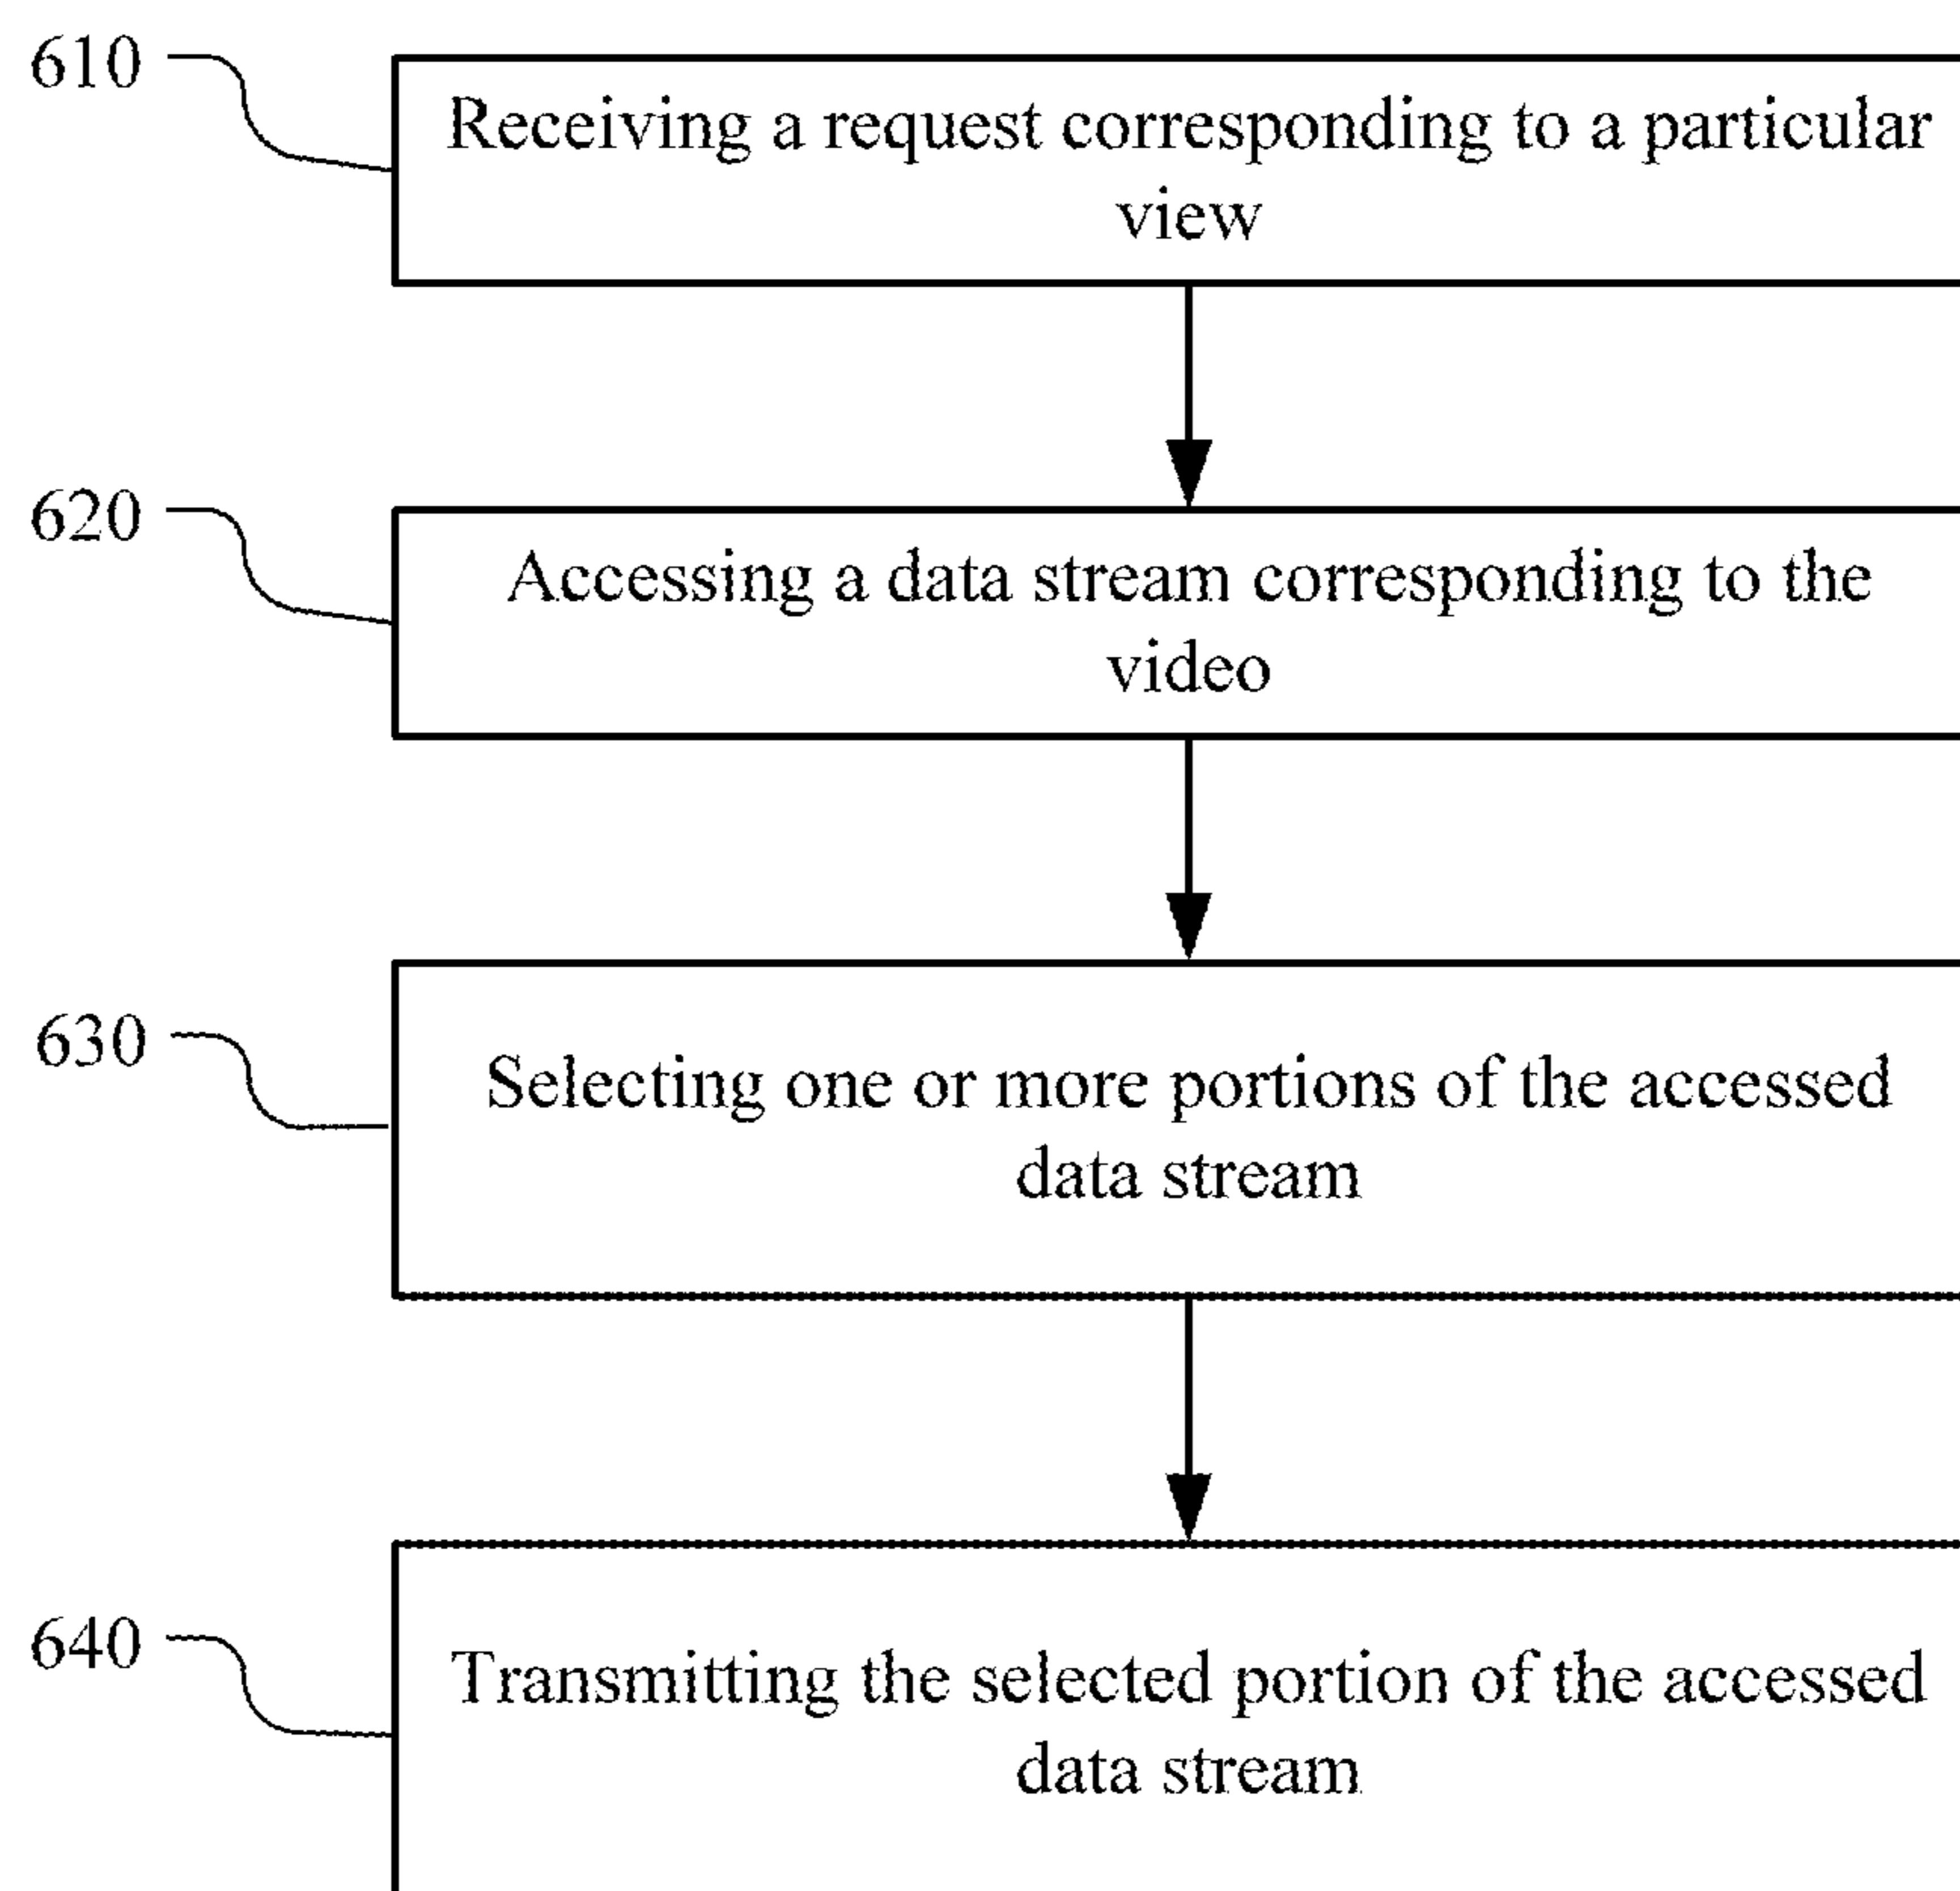 610
Receiving a request corresponding to a particular
view
620
Accessing a data stream corresponding to the
video
630
Selecting one or more portions of the accessed
data stream
640
Transmitting the selected portion of the accessed
data stream